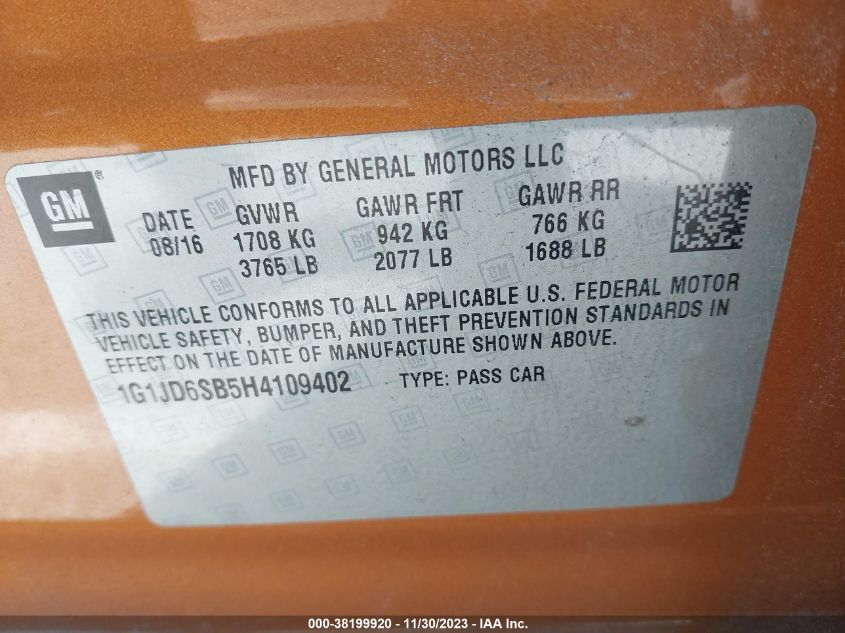 MFD BY GENERAL MOTORS LLC
GM®
DATE GVWR GAWR FRT GAWR RR
08/16 1708 KG 942 KG 766 KG
3765 LB 2077 LB 1688 LB
THIS VEHICLE CONFORMS TO ALL APPLICABLE U.S. FEDERAL MOTOR
VEHICLE SAFETY, BUMPER, AND THEFT PREVENTION STANDARDS IN
EFFECT ON THE DATE OF MANUFACTURE SHOWN ABOVE.
1G1JD6SB5H4109402 TYPE: PASS CAR
000-38199920 - 11/30/2023 - IAA Inc.